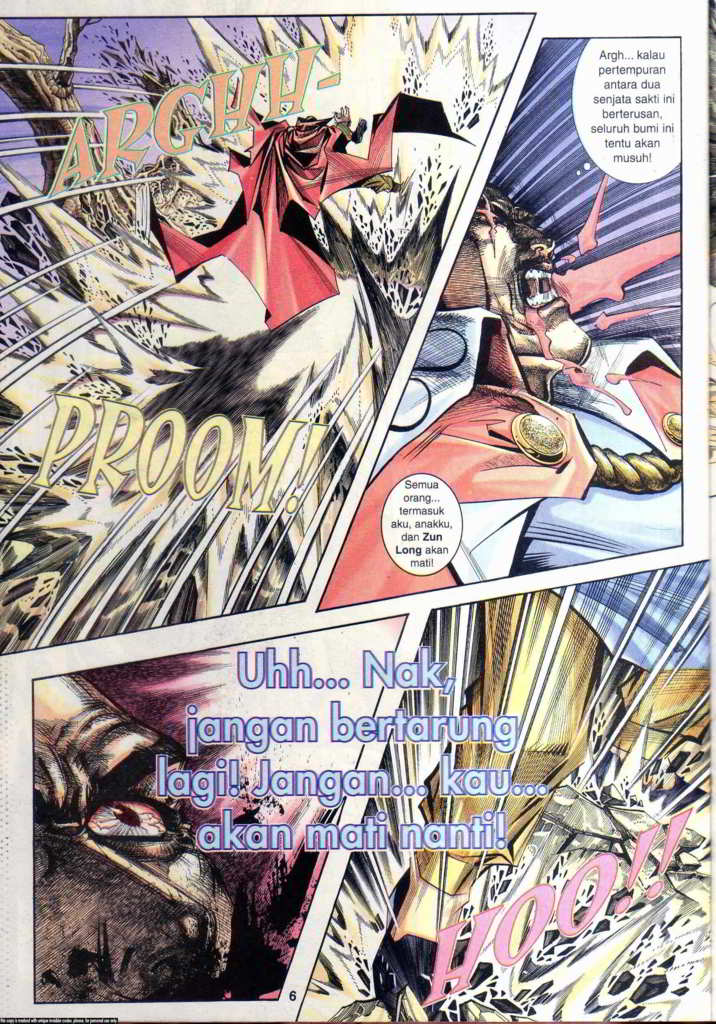 ARGHH-
PROOM!
Argh... kalau
pertempuran
antara dua
senjata sakti ini
berterusan,
seluruh bumi ini
tentu akan
musuh!
Semua
orang...
termasuk
aku, anakku,
dan Zun
Long akan
mati!
Uhh... Nak,
jangan bertarung
lagi! Jangan... kau...
akan mati nanti!
HOO!!
6